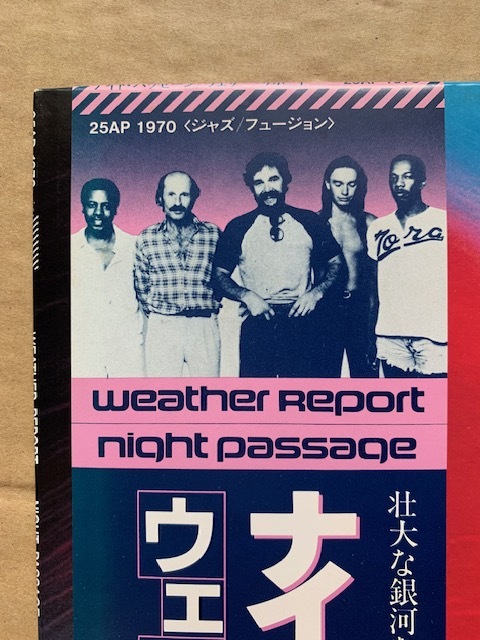 25AP 1970 〈ジャズ/フュージョン〉
Weather Report
night passage
ナイ
ウェ
壮大な銀河